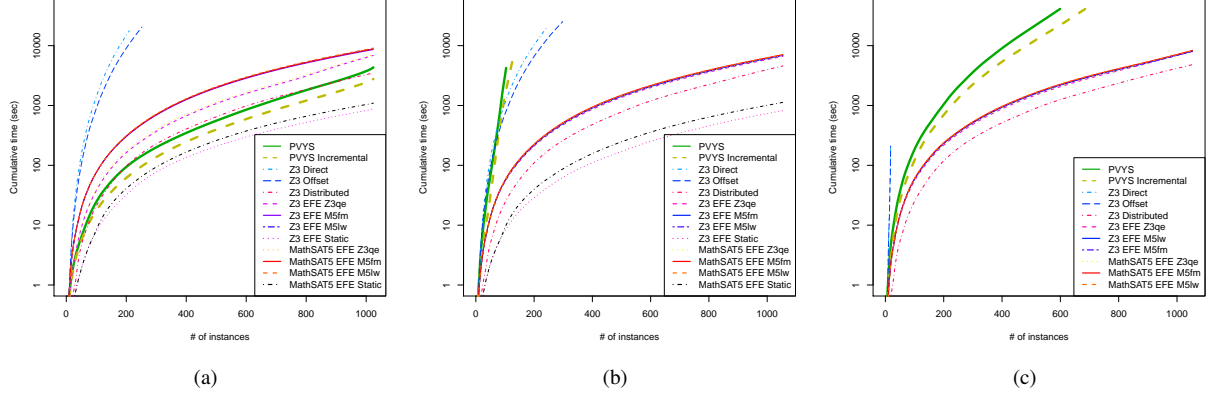 Cumulative time (sec)
10000
1000
100
10
1
PVYS
PVYS Incremental
Z3 Direct
Z3 Offset
Z3 Distributed
Z3 EFE Z3qe
Z3 EFE M5fm
Z3 EFE M5lw
Z3 EFE Static
MathSAT5 EFE Z3qe
MathSAT5 EFE M5fm
MathSAT5 EFE M5lw
MathSAT5 EFE Static
0 200 400 600 800 1000
# of instances
(a)
Cumulative time (sec)
10000
1000
100
10
1
PVYS
PVYS Incremental
Z3 Direct
Z3 Offset
Z3 Distributed
Z3 EFE Z3qe
Z3 EFE M5fm
Z3 EFE M5lw
Z3 EFE Static
MathSAT5 EFE Z3qe
MathSAT5 EFE M5fm
MathSAT5 EFE M5lw
MathSAT5 EFE Static
0 200 400 600 800 1000
# of instances
(b)
Cumulative time (sec)
10000
1000
100
10
1
PVYS
PVYS Incremental
Z3 Direct
Z3 Offset
Z3 Distributed
Z3 EFE Z3qe
Z3 EFE M5lw
Z3 EFE M5fm
MathSAT5 EFE Z3qe
MathSAT5 EFE M5fm
MathSAT5 EFE M5lw
0 200 400 600 800 1000
# of instances
(c)